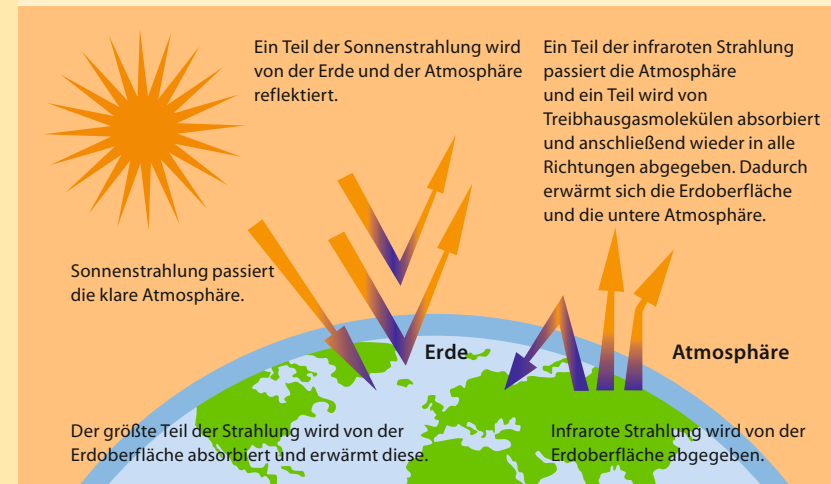 Ein Teil der Sonnenstrahlung wird
von der Erde und der Atmosphäre
reflektiert.
Ein Teil der infraroten Strahlung
passiert die Atmosphäre
und ein Teil wird von
Treibhausgasmolekülen absorbiert
und anschließend wieder in alle
Richtungen abgegeben. Dadurch
erwärmt sich die Erdoberfläche
und die untere Atmosphäre.
Sonnenstrahlung passiert
die klare Atmosphäre.
Erde
Atmosphäre
Der größte Teil der Strahlung wird von der
Erdoberfläche absorbiert und erwärmt diese.
Infrarote Strahlung wird von der
Erdoberfläche abgegeben.